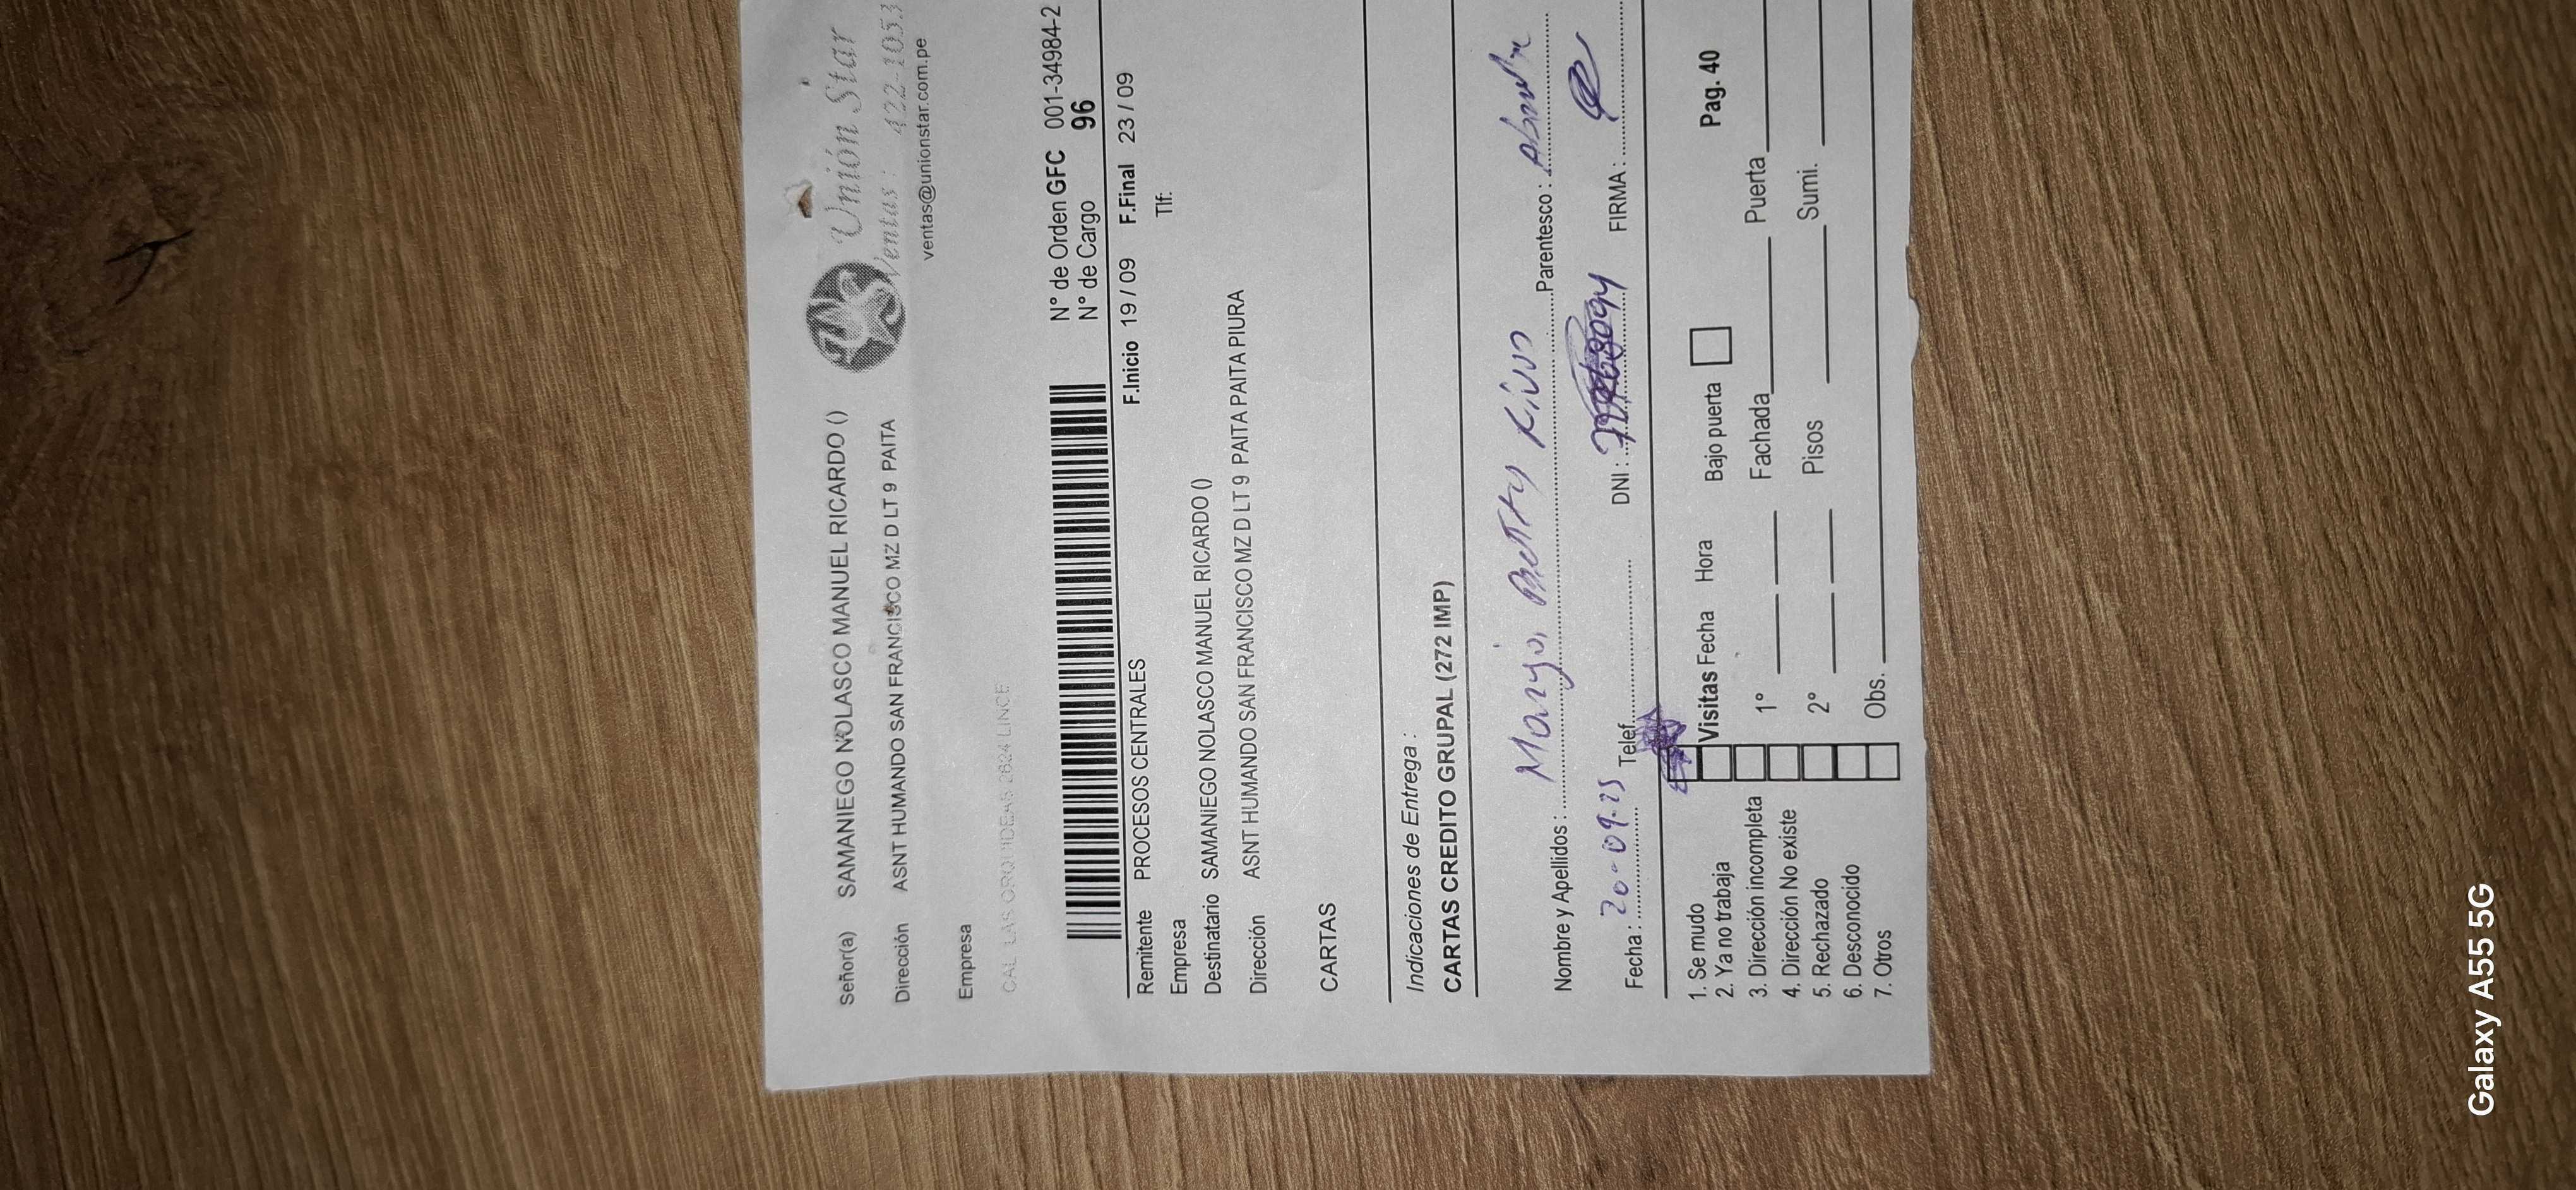 Señor(a) SAMANIEGO NOLASCO MANUEL RICARDO ()
Unión Star
Dirección ASNT HUMANDO SAN FRANCISCO MZ D LT 9 PAITA
Ventas: 422-1053
ventas@unionstar.com.pe
Empresa
CAL LAS ORQUIDEAS 2624 LINCE
N° de Orden GFC 001-34984-2
N° de Cargo 96
F.Inicio 19 / 09 F.Final 23 / 09
Remitente PROCESOS CENTRALES
Tlf:
Empresa
Destinatario SAMANIEGO NOLASCO MANUEL RICARDO ()
Dirección ASNT HUMANDO SAN FRANCISCO MZ D LT 9 PAITA PAITA PIURA
CARTAS
Indicaciones de Entrega :
CARTAS CREDITO GRUPAL (272 IMP)
Nombre y Apellidos : Betty Parentesco :
Fecha : 20-09-25 Telef DNI : FIRMA :
1. Se mudo
2. Ya no trabaja
3. Dirección incompleta
4. Dirección No existe
5. Rechazado
6. Desconocido
7. Otros
Visitas Fecha Hora Bajo puerta Pag. 40
1° Fachada Puerta
2° Pisos Sumi.
Obs.
Galaxy A55 5G